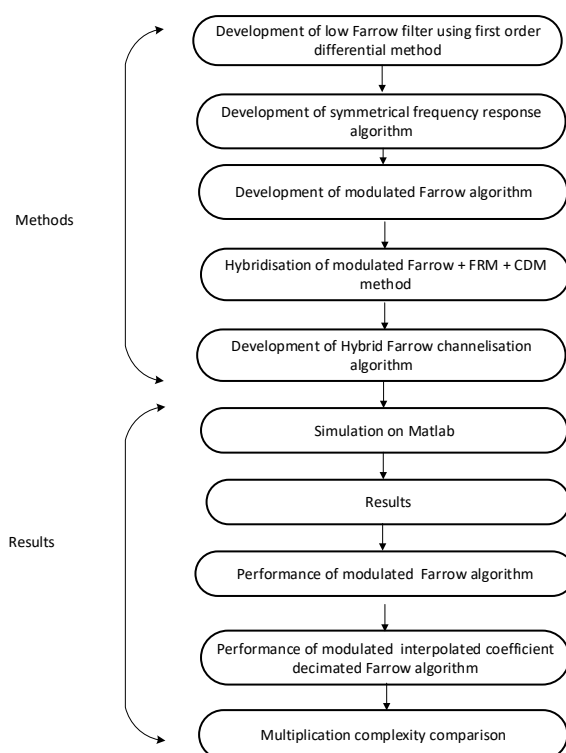 Development of low Farrow filter using first order
differential method
Development of symmetrical frequency response
algorithm
Development of modulated Farrow algorithm
Methods
Hybridisation of modulated Farrow + FRM + CDM
method
Development of Hybrid Farrow channelisation
algorithm
Simulation on Matlab
Results
Results
Performance of modulated Farrow algorithm
Performance of modulated interpolated coefficient
decimated Farrow algorithm
Multiplication complexity comparison